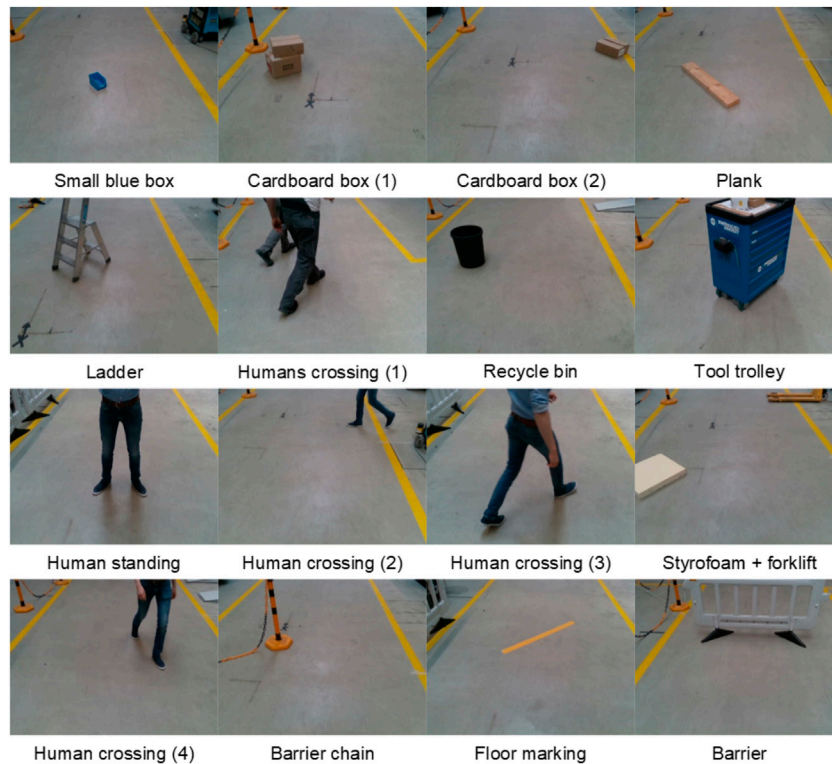 Small blue box
Cardboard box (1)
Cardboard box (2)
Plank
Ladder
Humans crossing (1)
Recycle bin
Tool trolley
Human standing
Human crossing (2)
Human crossing (3)
Styrofoam + forklift
Human crossing (4)
Barrier chain
Floor marking
Barrier